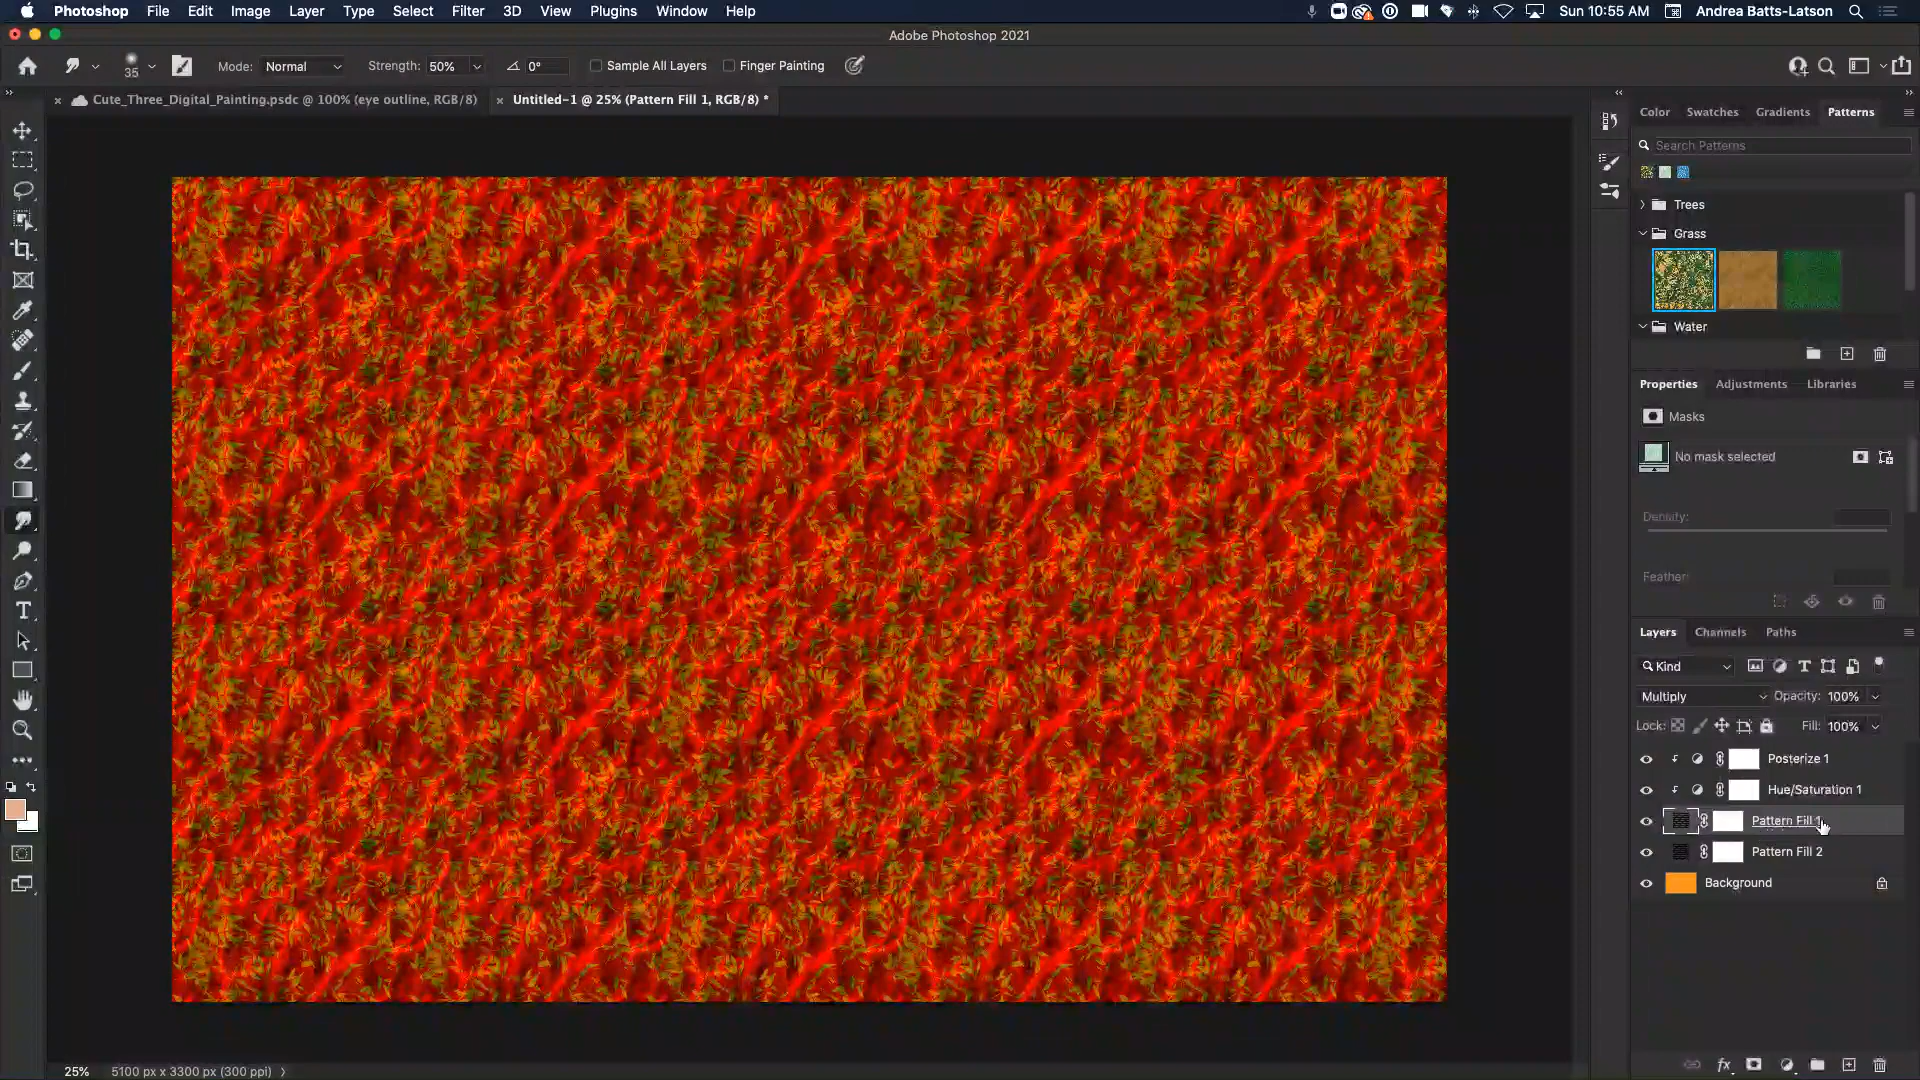 Photoshop File Edit Image Layer Type Select Filter 3D View Plugins Window Help Sun 10:55 AM Andrea Batts-Latson
Adobe Photoshop 2021
35 Mode: Normal Strength: 50% 0° Sample All Layers Finger Painting
× Cute_Three_Digital_Painting.psdc @ 100% (eye outline, RGB/8) × Untitled-1 @ 25% (Pattern Fill 1, RGB/8) *
Color Swatches Gradients Patterns
Search Patterns
Trees
Grass
Water
Properties Adjustments Libraries
Masks
No mask selected
Density:
Feather:
Layers Channels Paths
Kind
Multiply Opacity: 100%
Lock: Fill: 100%
Posterize 1
Hue/Saturation 1
Pattern Fill 1
Pattern Fill 2
Background
25% 5100 px x 3300 px (300 ppi)